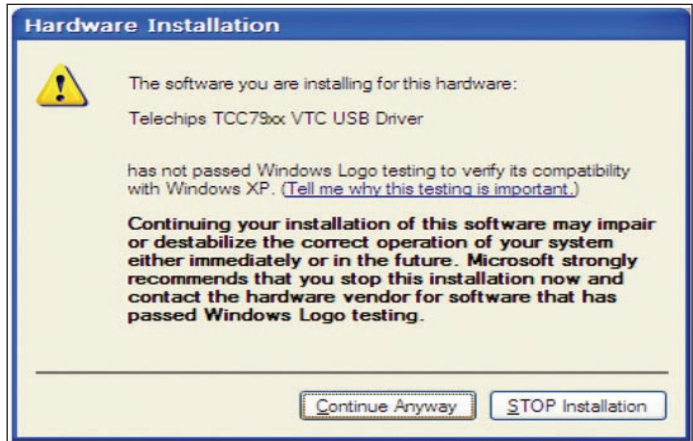 Hardware Installation
The software you are installing for this hardware:
Telechips TCC79xx VTC USB Driver
has not passed Windows Logo testing to verify its compatibility
with Windows XP. (Tell me why this testing is important.)
Continuing your installation of this software may impair
or destabilize the correct operation of your system
either immediately or in the future. Microsoft strongly
recommends that you stop this installation now and
contact the hardware vendor for software that has
passed Windows Logo testing.
Continue Anyway
STOP Installation